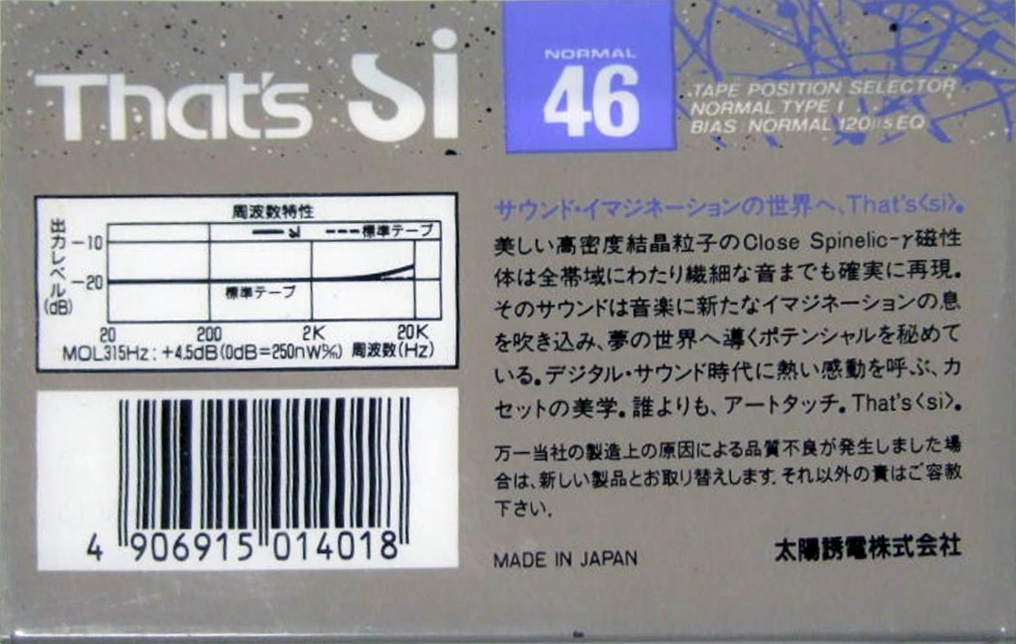 That's Si
NORMAL
46
TAPE POSITION SELECTOR
NORMAL TYPE I
BIAS NORMAL 120μs EQ
周波数特性
出力レベル(dB)
標準テープ
-10
-20
標準テープ
20 200 2K 20K
MOL315Hz:+4.5dB(0dB=250nW‰) 周波数(Hz)
サウンド・イマジネーションの世界へ、That's〈si〉。
美しい高密度結晶粒子のClose Spinelic-γ磁性
体は全帯域にわたり繊細な音までも確実に再現。
そのサウンドは音楽に新たなイマジネーションの息
を吹き込み、夢の世界へ導くポテンシャルを秘めて
いる。デジタル・サウンド時代に熱い感動を呼ぶ、カ
セットの美学。誰よりも、アートタッチ。That's〈si〉。
万一当社の製造上の原因による品質不良が発生しました場
合は、新しい製品とお取り替えします。それ以外の責はご容赦
下さい。
MADE IN JAPAN
太陽誘電株式会社
4 906915 014018